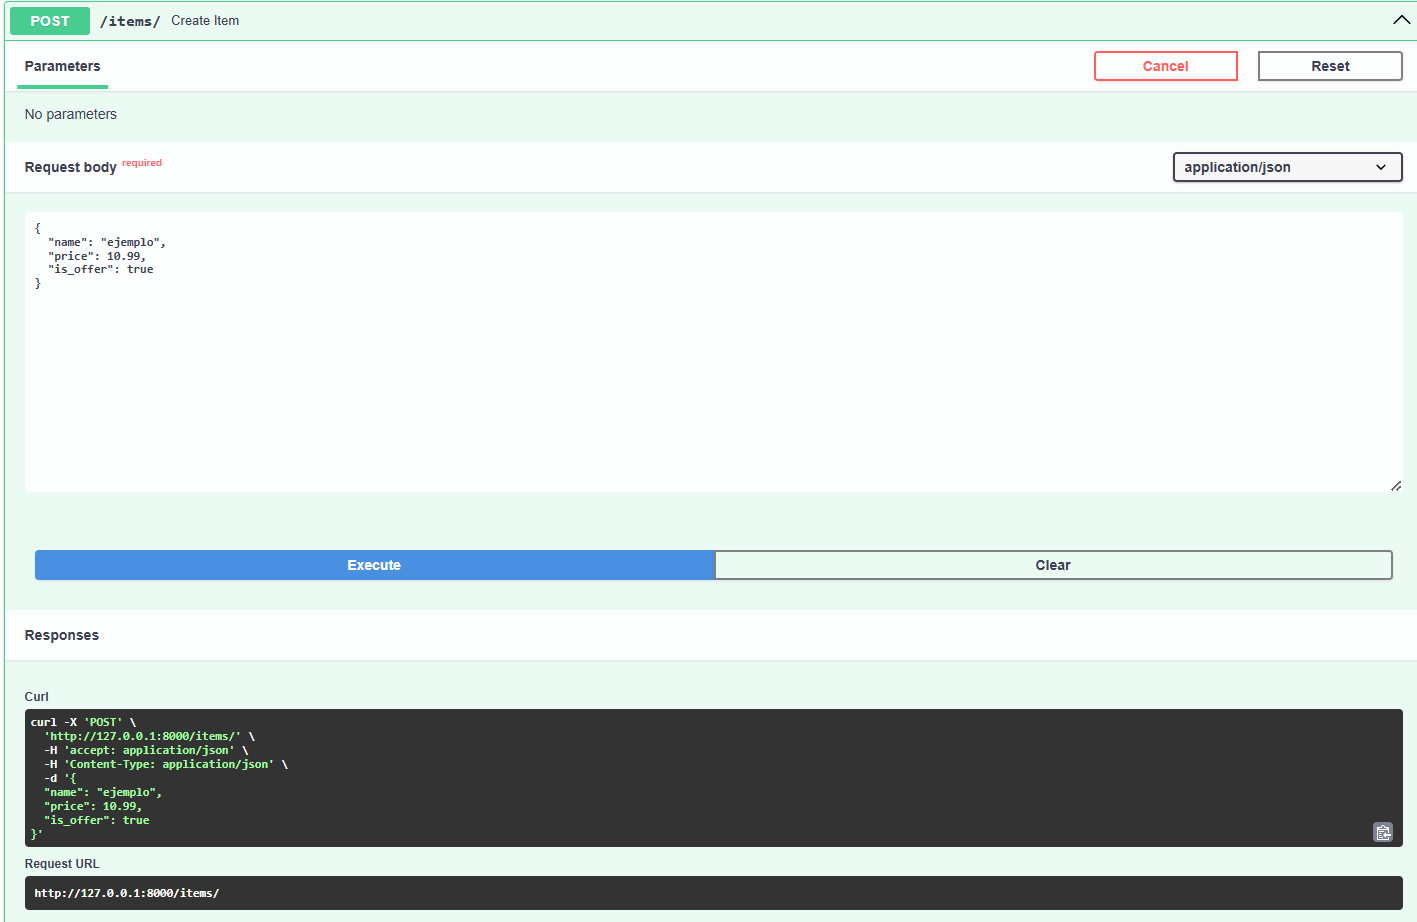 POST /items/ Create Item
Parameters
Cancel Reset
No parameters
Request body required
application/json
{
  "name": "ejemplo",
  "price": 10.99,
  "is_offer": true
}
Execute Clear
Responses
Curl
curl -X 'POST' \
  'http://127.0.0.1:8000/items/' \
  -H 'accept: application/json' \
  -H 'Content-Type: application/json' \
  -d '{
  "name": "ejemplo",
  "price": 10.99,
  "is_offer": true
}'
Request URL
http://127.0.0.1:8000/items/